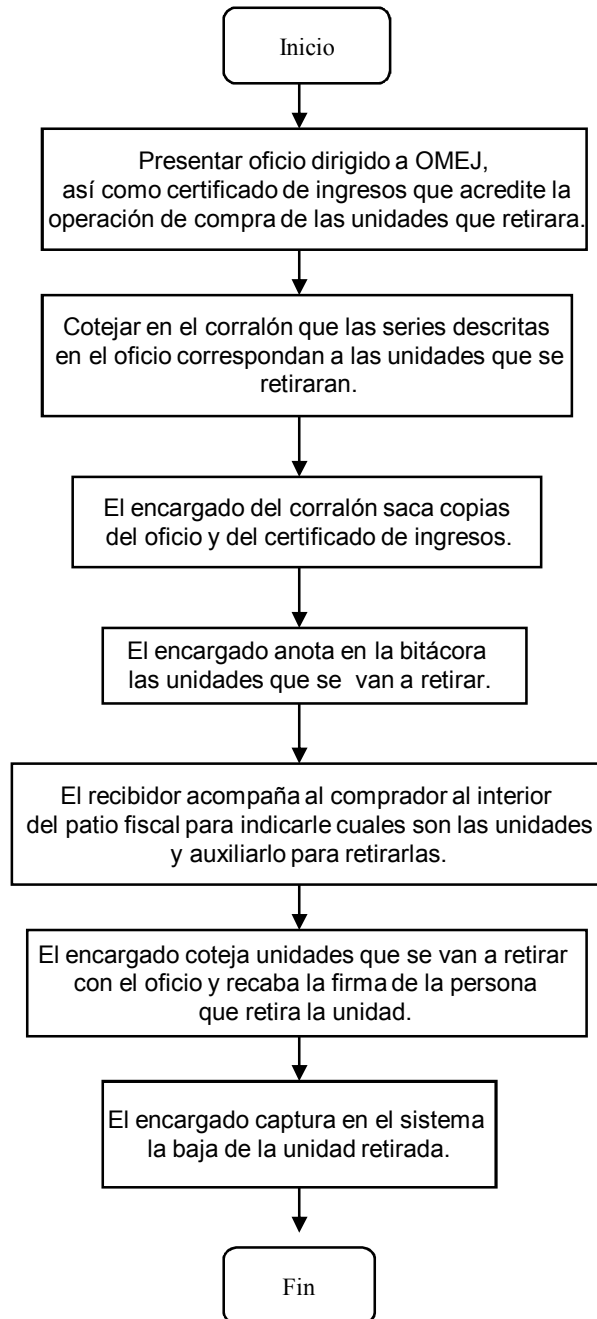 Inicio
Presentar oficio dirigido a OMEJ,
así como certificado de ingresos que acredite la
operación de compra de las unidades que retirara.
Cotejar en el corralón que las series descritas
en el oficio correspondan a las unidades que se
retiraran.
El encargado del corralón saca copias
del oficio y del certificado de ingresos.
El encargado anota en la bitácora
las unidades que se van a retirar.
El recibidor acompaña al comprador al interior
del patio fiscal para indicarle cuales son las unidades
y auxiliarlo para retirarlas.
El encargado coteja unidades que se van a retirar
con el oficio y recaba la firma de la persona
que retira la unidad.
El encargado captura en el sistema
la baja de la unidad retirada.
Fin